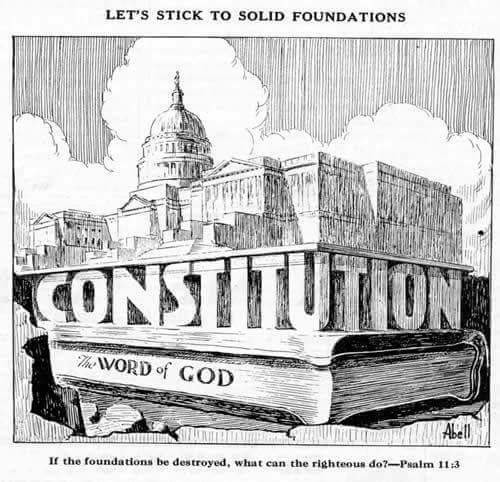 LET'S STICK TO SOLID FOUNDATIONS
CONSTITUTION
The WORD of GOD
Abell
If the foundations be destroyed, what can the righteous do?—Psalm 11:3